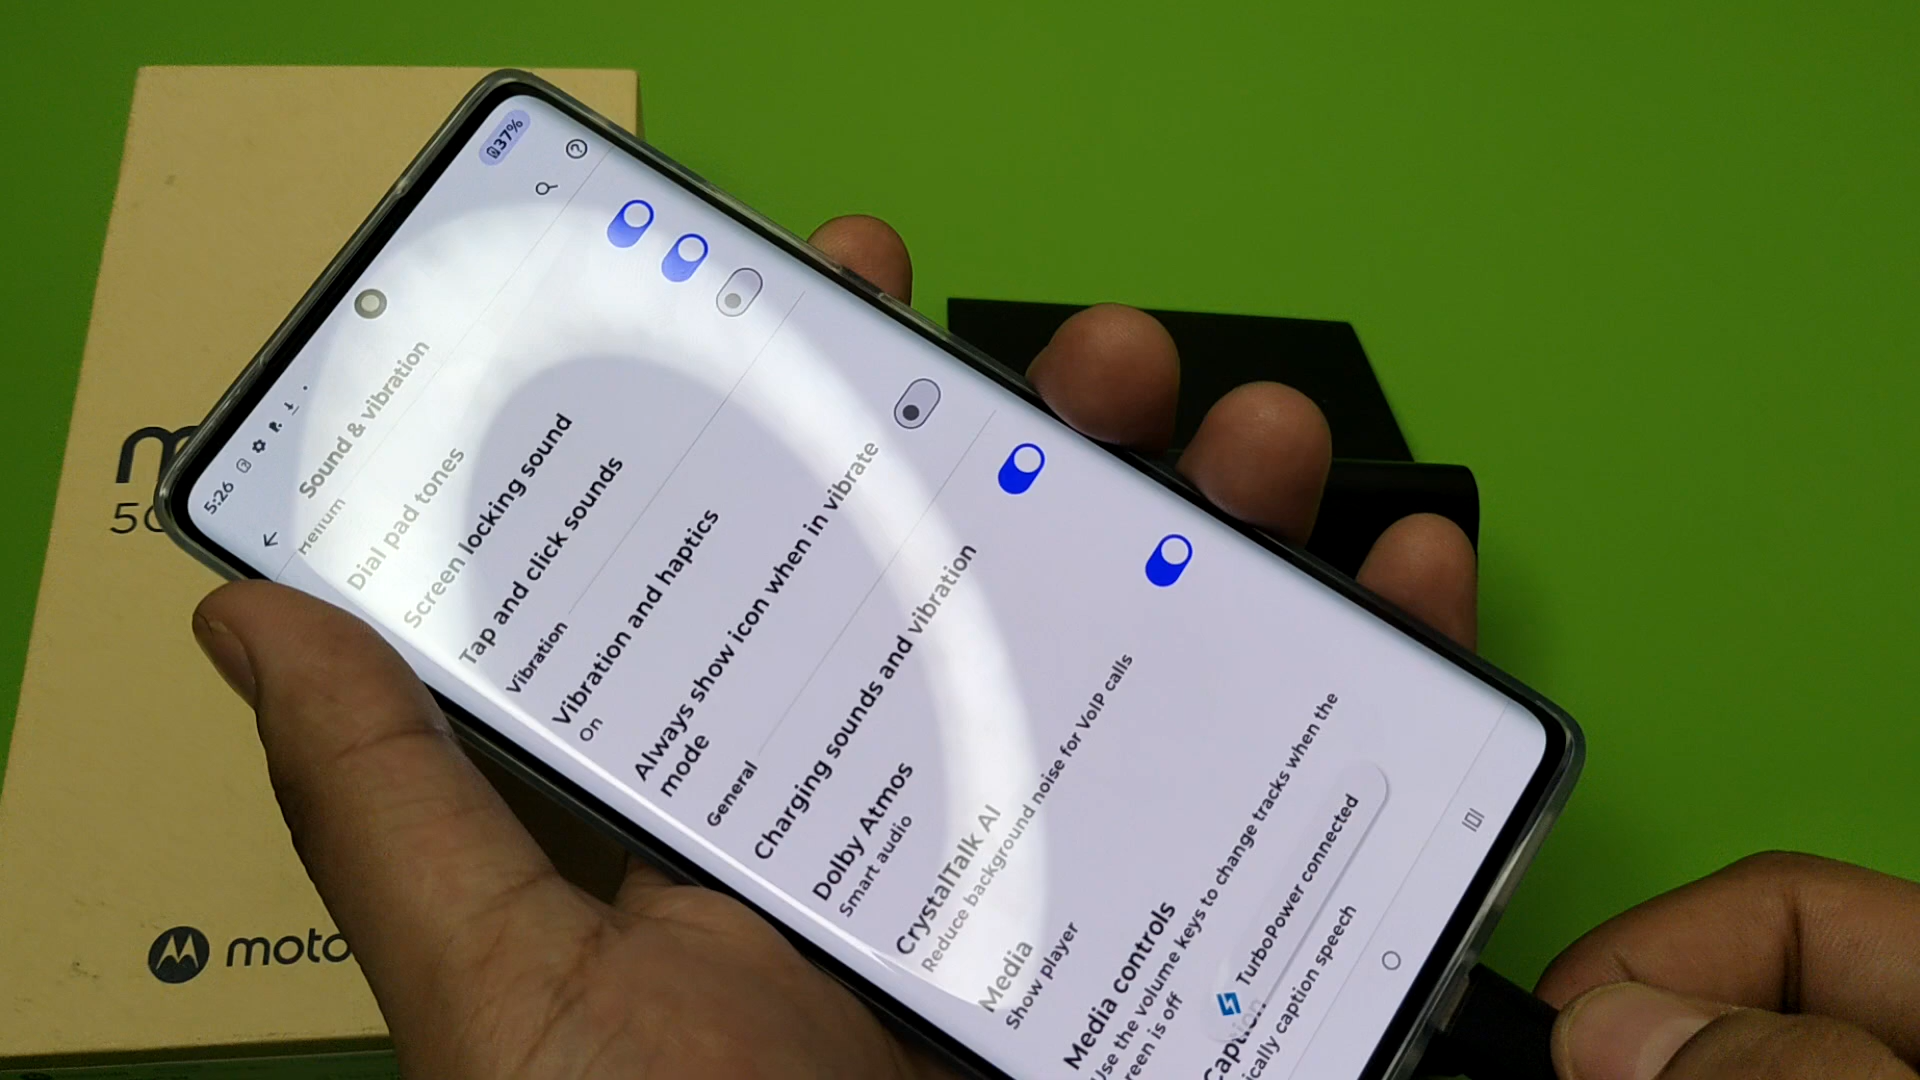 5:26
37%
Sound & vibration
Helium
Dial pad tones
Screen locking sound
Tap and click sounds
Vibration
Vibration and haptics
On
Always show icon when in vibrate
mode
General
Charging sounds and vibration
Dolby Atmos
Smart audio
CrystalTalk AI
Reduce background noise for VoIP calls
Media
Show player
Media controls
Use the volume keys to change tracks when the
reen is off
TurboPower connected
Caption
ically caption speech
m
moto